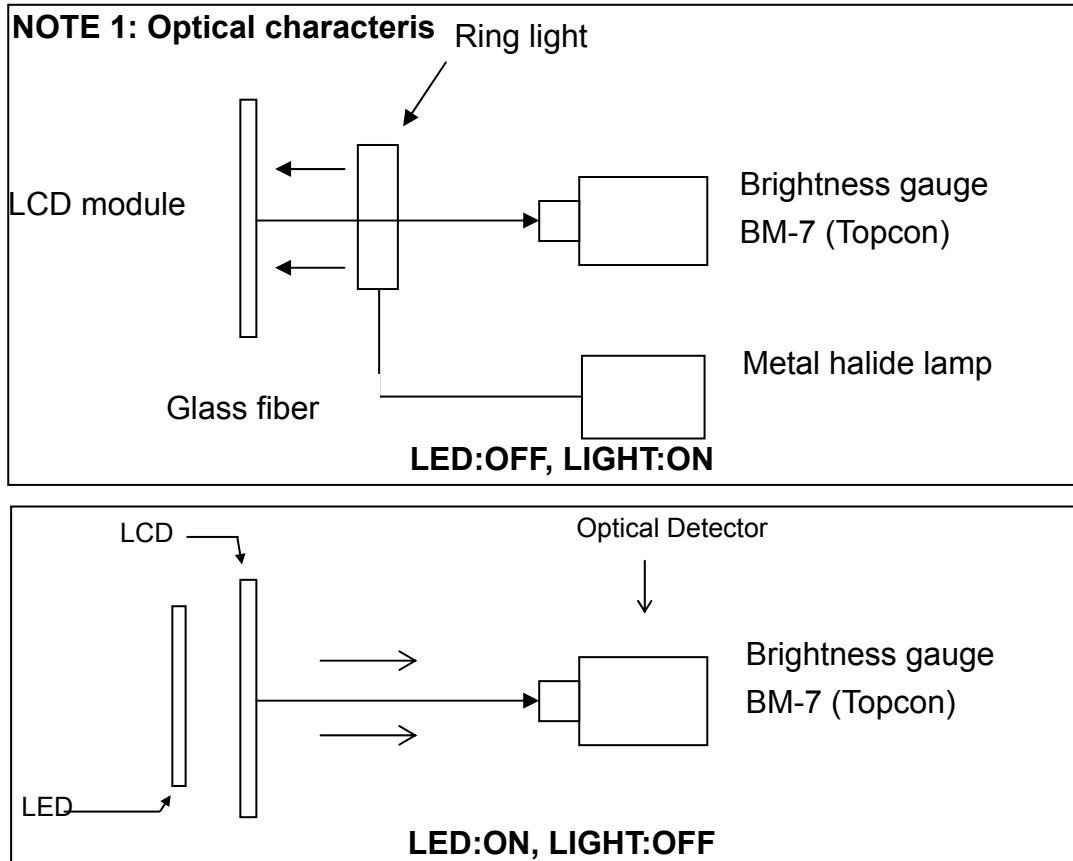 NOTE 1: Optical characteris
Ring light
LCD module
Brightness gauge
BM-7 (Topcon)
Metal halide lamp
Glass fiber
LED:OFF, LIGHT:ON
LCD
Optical Detector
Brightness gauge
BM-7 (Topcon)
LED
LED:ON, LIGHT:OFF